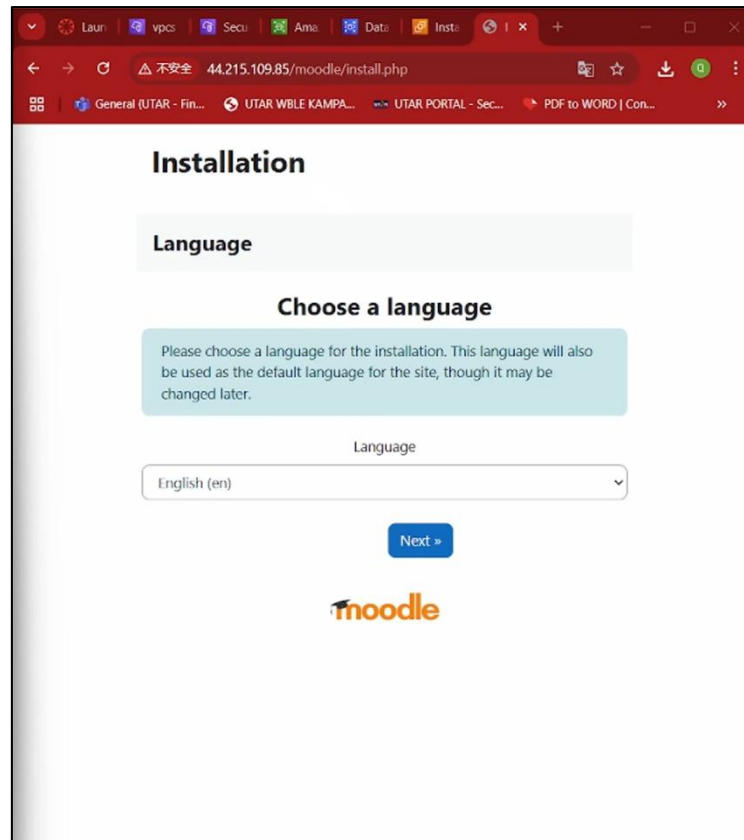 Laun
vpcs
Secu
Ama
Data
Insta
不安全
44.215.109.85/moodle/install.php
General (UTAR - Fin...
UTAR WBLE KAMPA...
UTAR PORTAL - Sec...
PDF to WORD | Con...
»
Installation
Language
Choose a language
Please choose a language for the installation. This language will also
be used as the default language for the site, though it may be
changed later.
Language
English (en)
Next »
moodle